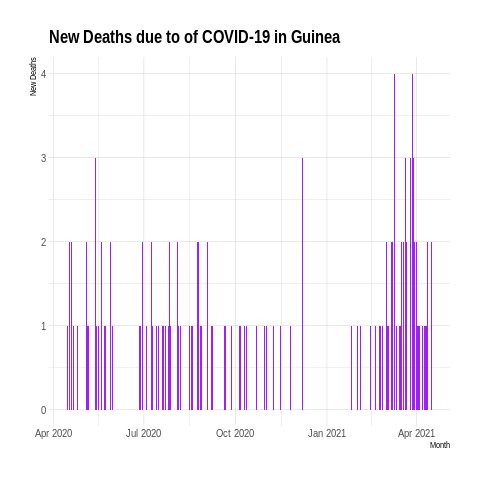 New Deaths due to of COVID-19 in Guinea
New Deaths
4
3
2
1
0
Apr 2020 Jul 2020 Oct 2020 Jan 2021 Apr 2021
Month